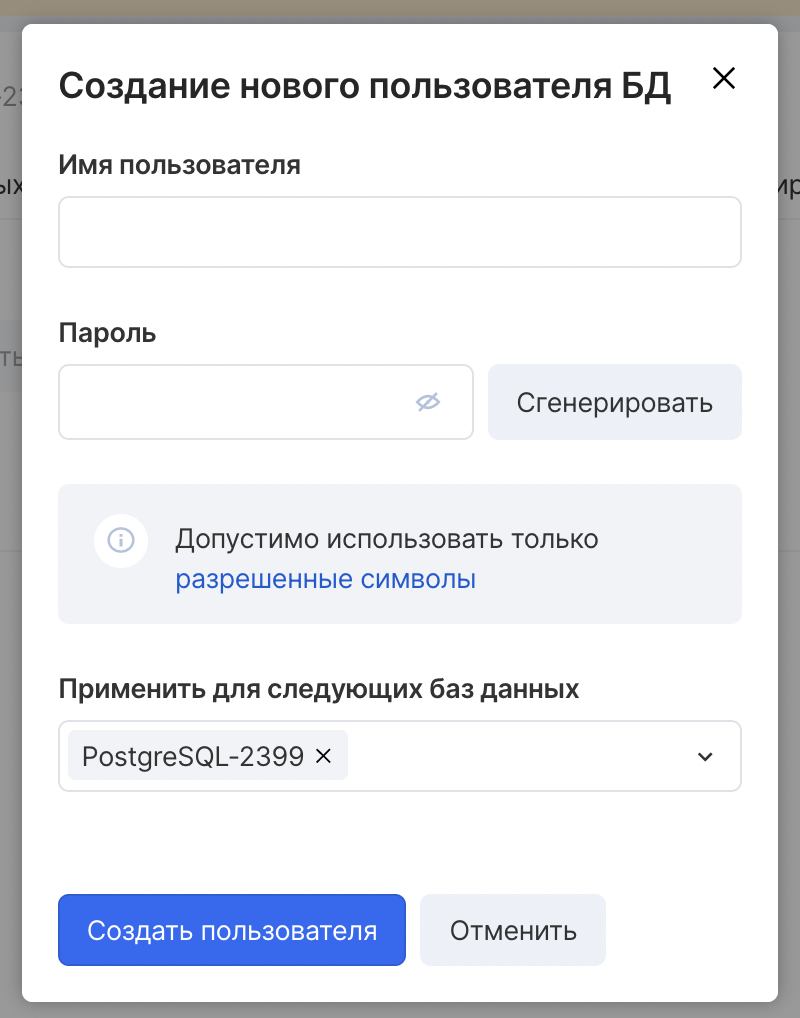 Создание нового пользователя БД
Имя пользователя
Пароль
Сгенерировать
Допустимо использовать только
разрешенные символы
Применить для следующих баз данных
PostgreSQL-2399
Создать пользователя
Отменить